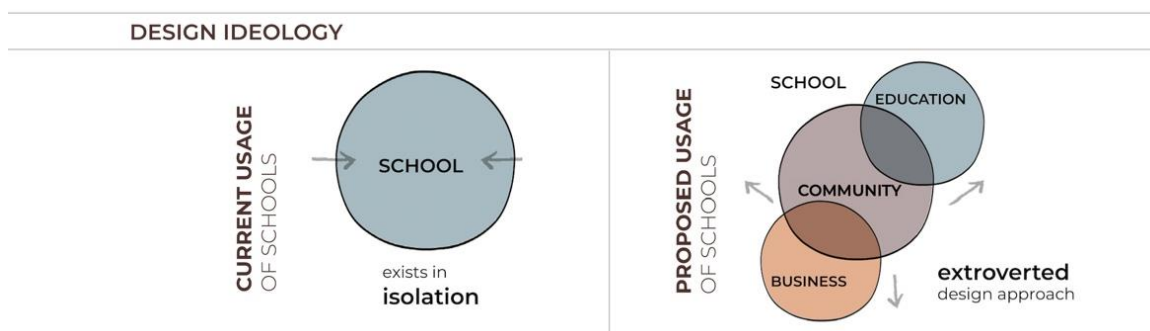 DESIGN IDEOLOGY
CURRENT USAGE
OF SCHOOLS
SCHOOL
exists in
isolation
PROPOSED USAGE
OF SCHOOLS
SCHOOL
EDUCATION
COMMUNITY
BUSINESS
extroverted
design approach